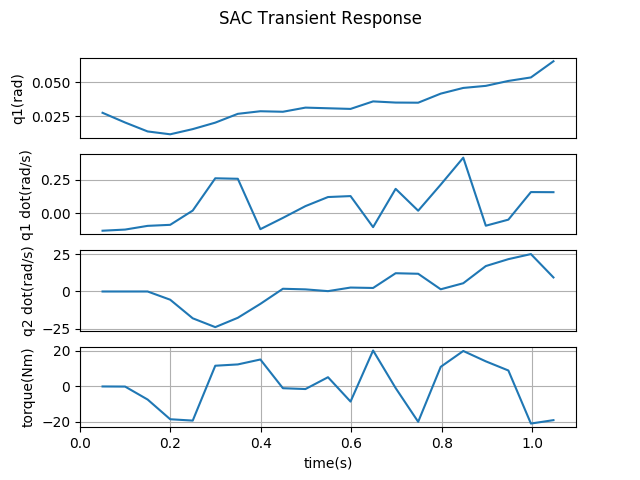 SAC Transient Response
q1(rad)
0.050
0.025
q1 dot(rad/s)
0.25
0.00
q2 dot(rad/s)
25
0
−25
torque(Nm)
20
0
−20
0.0 0.2 0.4 0.6 0.8 1.0
time(s)